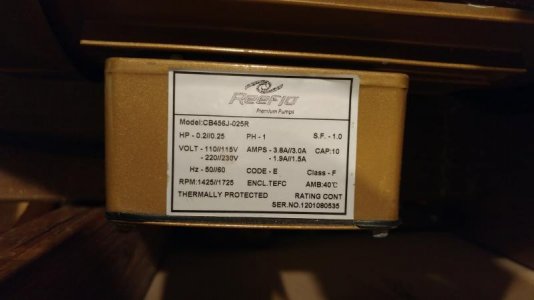 ReeFlo
Premium Pumps
Model:CB456J-025R
HP - 0.2//0.25 PH - 1 S.F. - 1.0
VOLT - 110//115V AMPS - 3.8A//3.0A CAP:10
- 220//230V - 1.9A//1.5A
Hz - 50//60 CODE - E Class - F
RPM:1425//1725 ENCL.TEFC AMB:40°C
THERMALLY PROTECTED RATING CONT
SER.NO.1201080535